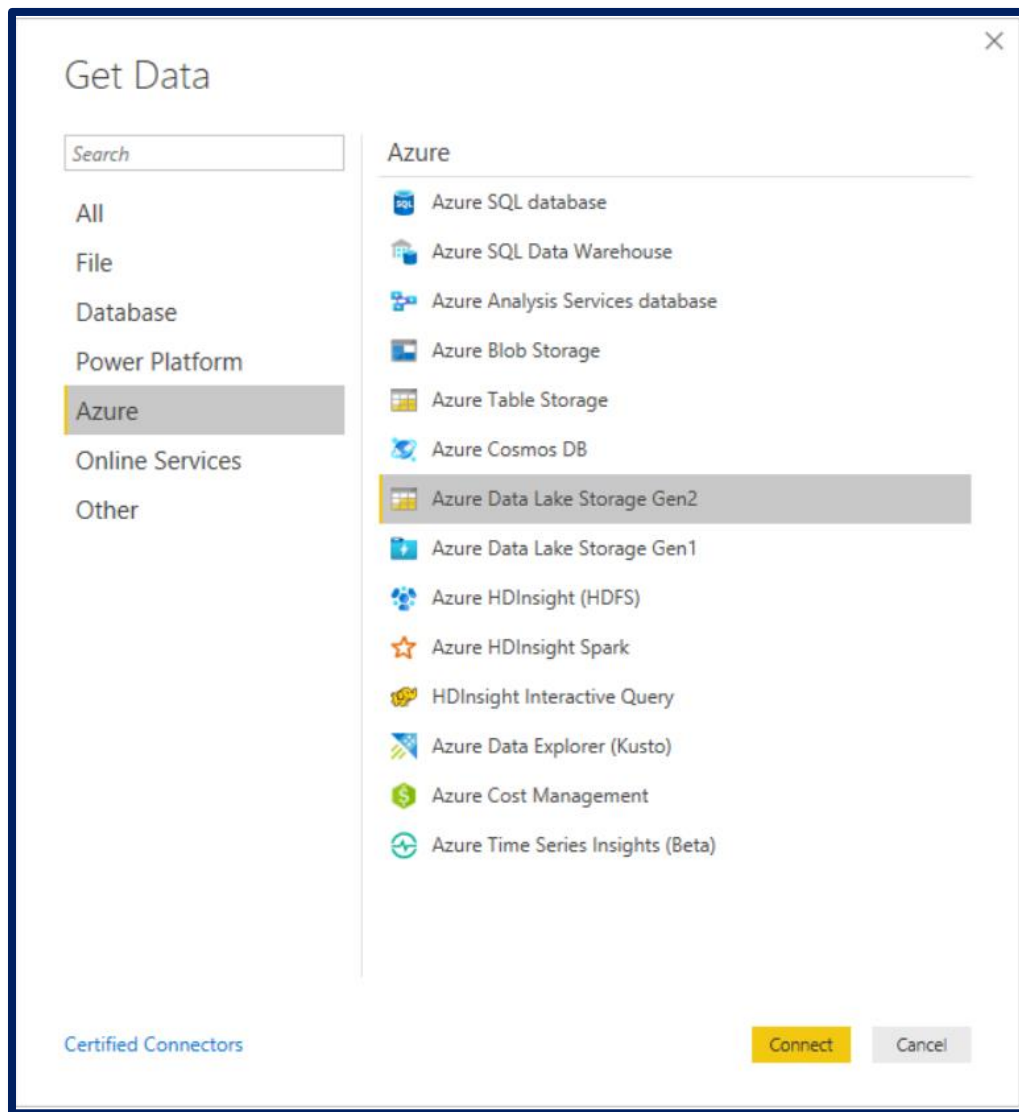 Get Data
Search
All
File
Database
Power Platform
Azure
Online Services
Other
Azure
SQL
Azure SQL database
Azure SQL Data Warehouse
Azure Analysis Services database
Azure Blob Storage
Azure Table Storage
Azure Cosmos DB
Azure Data Lake Storage Gen2
Azure Data Lake Storage Gen1
Azure HDInsight (HDFS)
Azure HDInsight Spark
HDInsight Interactive Query
Azure Data Explorer (Kusto)
$
Azure Cost Management
Azure Time Series Insights (Beta)
Certified Connectors
Connect
Cancel